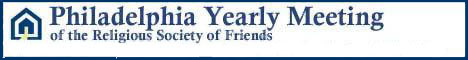 Philadelphia Yearly Meeting
of the Religious Society of Friends